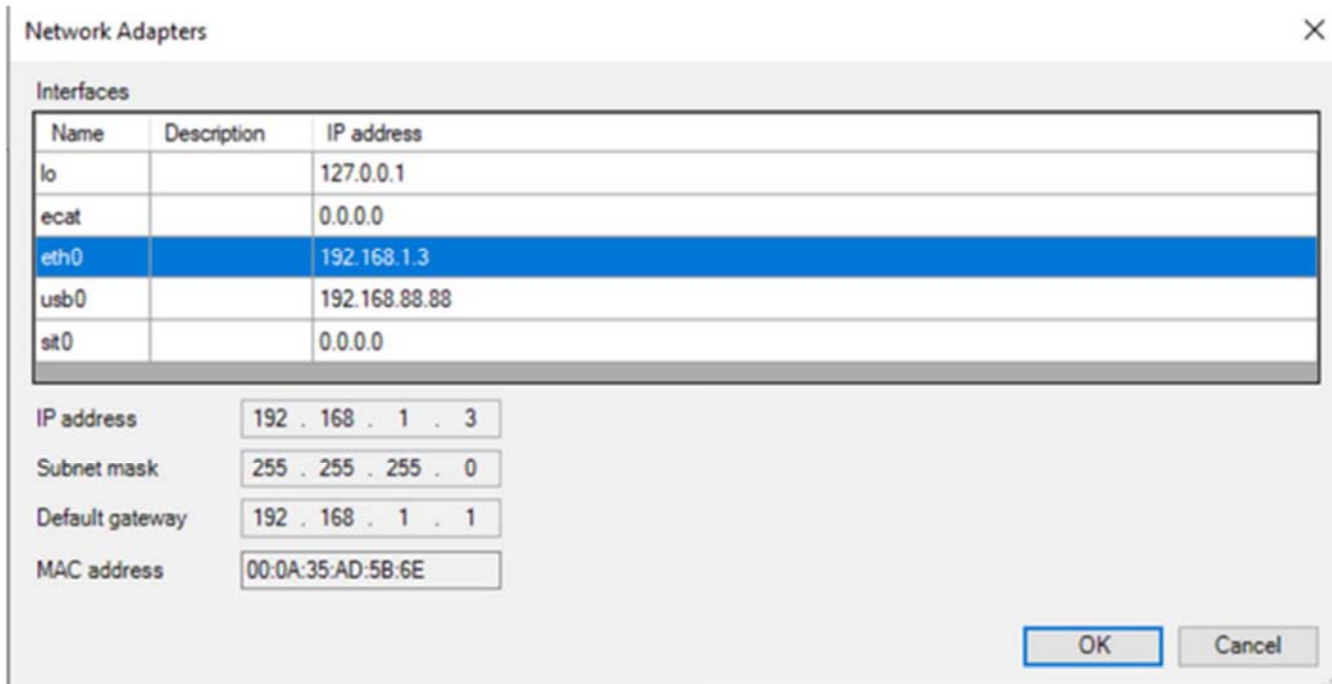 Network Adapters
Interfaces
Name Description IP address
lo 127.0.0.1
ecat 0.0.0.0
eth0 192.168.1.3
usb0 192.168.88.88
sit0 0.0.0.0
IP address 192 . 168 . 1 . 3
Subnet mask 255 . 255 . 255 . 0
Default gateway 192 . 168 . 1 . 1
MAC address 00:0A:35:AD:5B:6E
OK Cancel